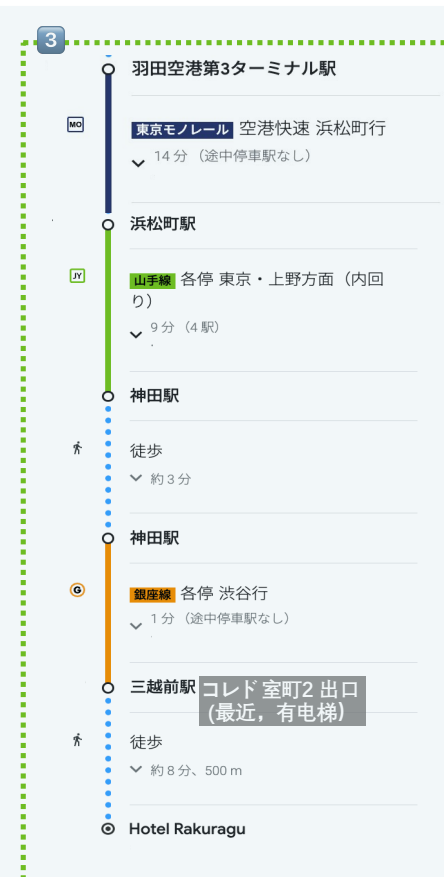 3
羽田空港第3ターミナル駅
MO
東京モノレール 空港快速 浜松町行
14 分 （途中停車駅なし）
浜松町駅
JY
山手線 各停 東京・上野方面（内回
り）
9 分 （4 駅）
神田駅
徒歩
約 3 分
神田駅
G
銀座線 各停 渋谷行
1 分 （途中停車駅なし）
三越前駅 コレド室町2 出口
(最近，有电梯)
徒歩
約 8 分、500 m
Hotel Rakuragu